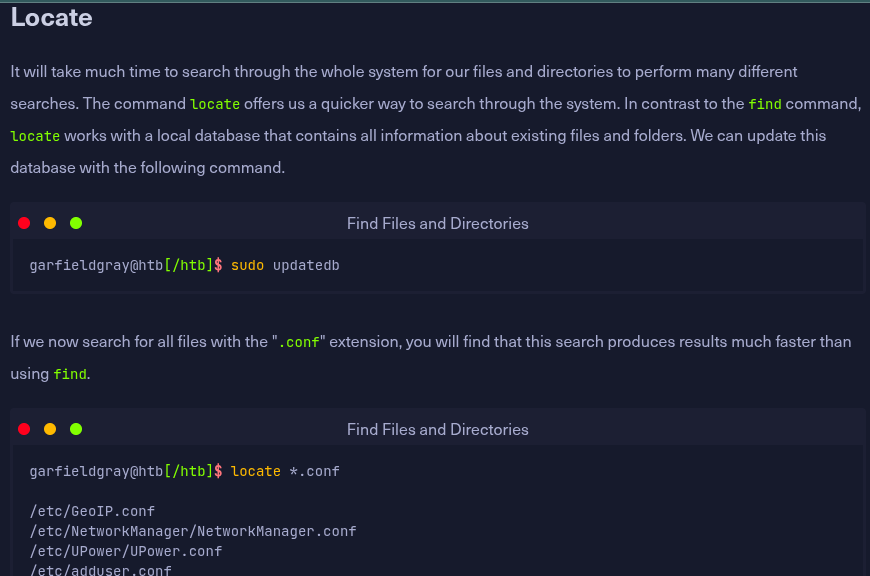 Locate
It will take much time to search through the whole system for our files and directories to perform many different
searches. The command locate offers us a quicker way to search through the system. In contrast to the find command,
locate works with a local database that contains all information about existing files and folders. We can update this
database with the following command.
Find Files and Directories
garfieldgray@htb[/htb]$ sudo updatedb
If we now search for all files with the ".conf" extension, you will find that this search produces results much faster than
using find.
Find Files and Directories
garfieldgray@htb[/htb]$ locate *.conf
/etc/GeoIP.conf
/etc/NetworkManager/NetworkManager.conf
/etc/UPower/UPower.conf
/etc/adduser.conf